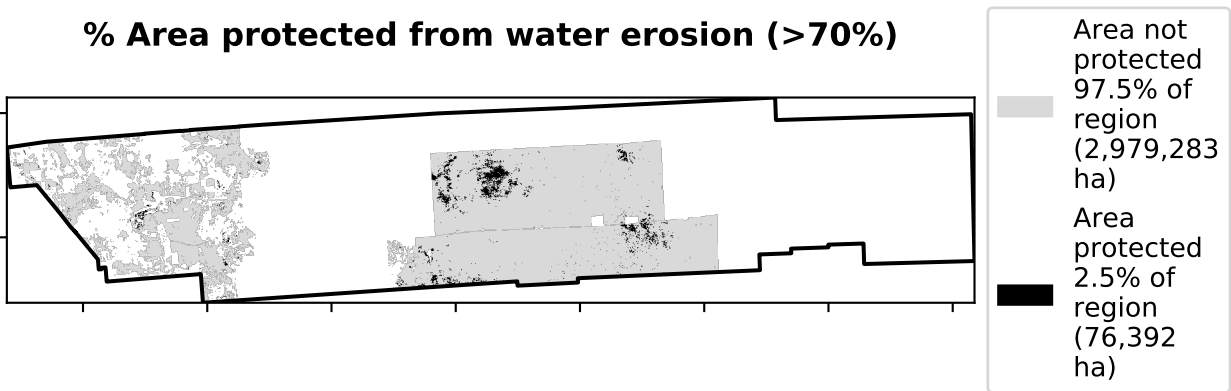 % Area protected from water erosion (>70%)
Area not
protected
97.5% of
region
(2,979,283
ha)
Area
protected
2.5% of
region
(76,392
ha)